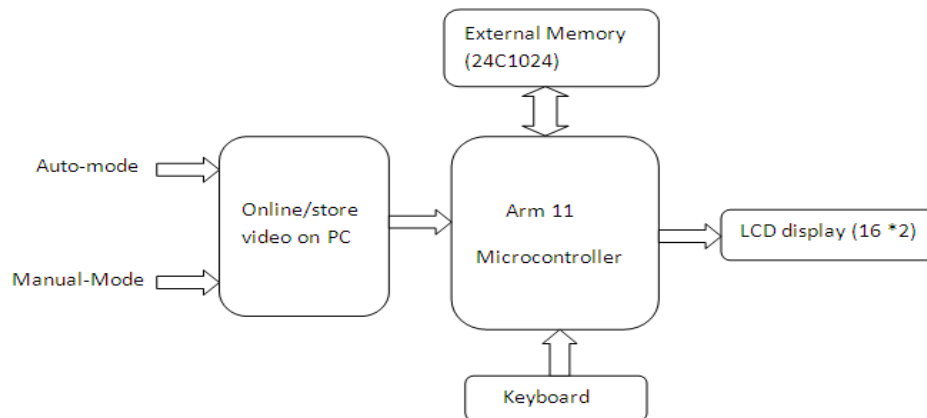 External Memory
(24C1024)
Auto-mode
Online/store
video on PC
Arm 11
Microcontroller
LCD display (16 *2)
Manual-Mode
Keyboard